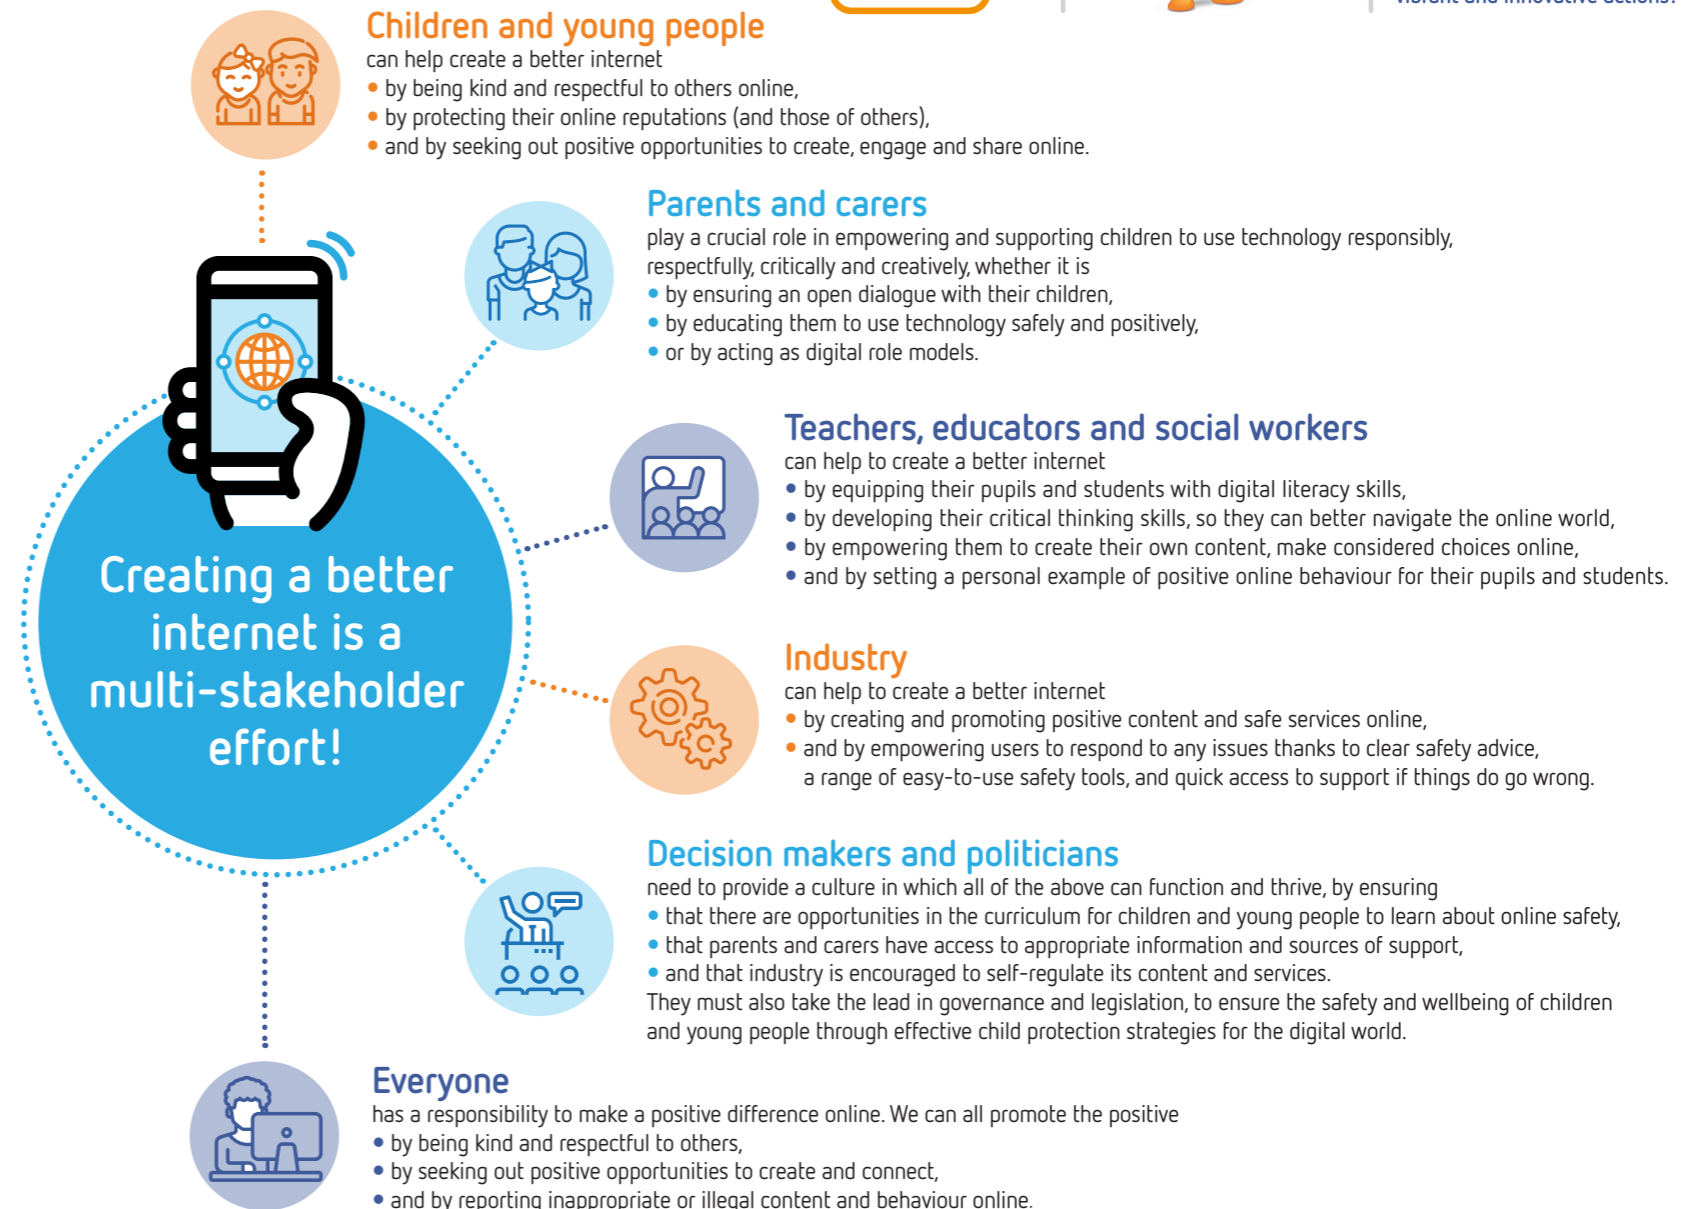 vibrant and innovative actions!
Children and young people
can help create a better internet
• by being kind and respectful to others online,
• by protecting their online reputations (and those of others),
• and by seeking out positive opportunities to create, engage and share online.
Parents and carers
play a crucial role in empowering and supporting children to use technology responsibly,
respectfully, critically and creatively, whether it is
• by ensuring an open dialogue with their children,
• by educating them to use technology safely and positively,
• or by acting as digital role models.
Teachers, educators and social workers
can help to create a better internet
• by equipping their pupils and students with digital literacy skills,
• by developing their critical thinking skills, so they can better navigate the online world,
• by empowering them to create their own content, make considered choices online,
• and by setting a personal example of positive online behaviour for their pupils and students.
Creating a better
internet is a
multi-stakeholder
effort!
Industry
can help to create a better internet
• by creating and promoting positive content and safe services online,
• and by empowering users to respond to any issues thanks to clear safety advice,
a range of easy-to-use safety tools, and quick access to support if things do go wrong.
Decision makers and politicians
need to provide a culture in which all of the above can function and thrive, by ensuring
• that there are opportunities in the curriculum for children and young people to learn about online safety,
• that parents and carers have access to appropriate information and sources of support,
• and that industry is encouraged to self-regulate its content and services.
They must also take the lead in governance and legislation, to ensure the safety and wellbeing of children
and young people through effective child protection strategies for the digital world.
Everyone
has a responsibility to make a positive difference online. We can all promote the positive
• by being kind and respectful to others,
• by seeking out positive opportunities to create and connect,
• and by reporting inappropriate or illegal content and behaviour online.